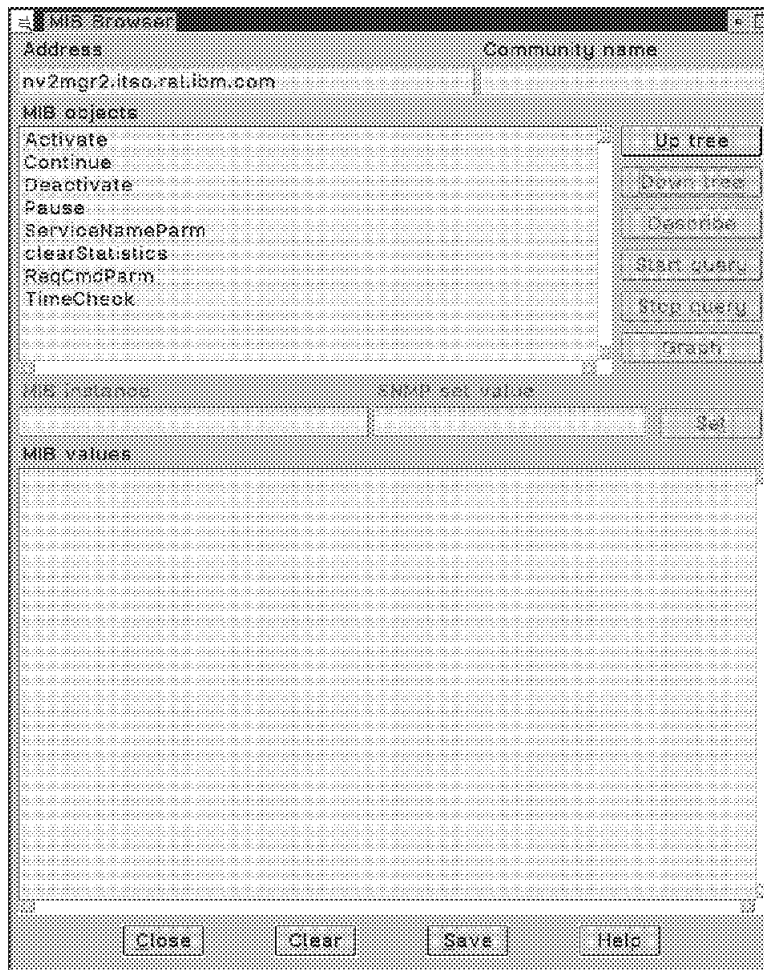 MIB Browser
Address
Community name
nv2mgr2.itso.ral.ibm.com
MIB objects
Activate
Continue
Deactivate
Pause
ServiceNameParm
clearStatistics
ReqCmdParm
TimeCheck
Up tree
Down tree
Describe
Start query
Stop query
Graph
MIB instance
SNMP set value
Set
MIB values
Close
Clear
Save
Help